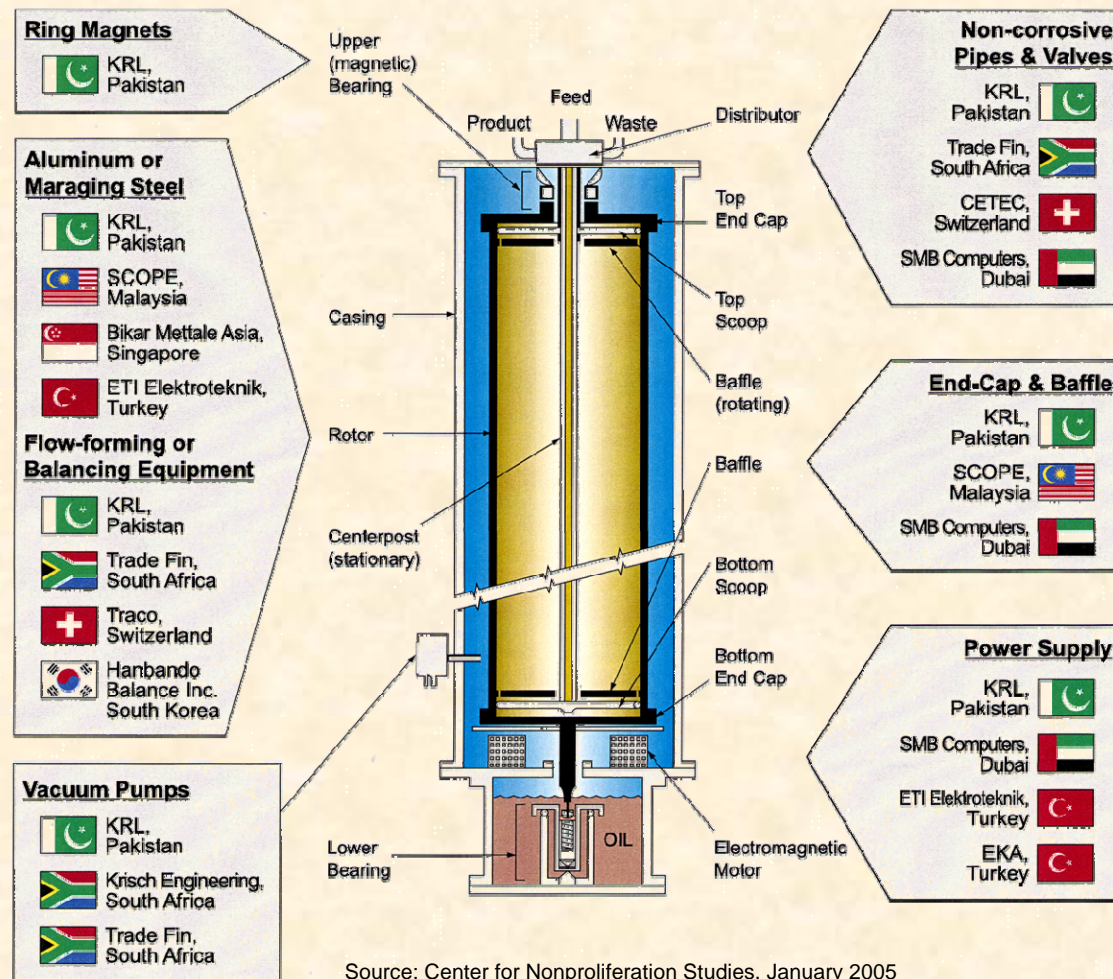 Ring Magnets
KRL,
Pakistan
Aluminum or
Maraging Steel
KRL,
Pakistan
SCOPE,
Malaysia
Bikar Mettale Asia,
Singapore
ETI Elektroteknik,
Turkey
Flow-forming or
Balancing Equipment
KRL,
Pakistan
Trade Fin,
South Africa
Traco,
Switzerland
Hanbando
Balance Inc.
South Korea
Vacuum Pumps
KRL,
Pakistan
Krisch Engineering,
South Africa
Trade Fin,
South Africa
Upper
(magnetic)
Bearing
Feed
Product
Waste
Casing
Rotor
Centerpost
(stationary)
Lower
Bearing
OIL
Distributor
Top
End Cap
Top
Scoop
Baffle
(rotating)
Baffle
Bottom
Scoop
Bottom
End Cap
Electromagnetic
Motor
Non-corrosive
Pipes & Valves
KRL,
Pakistan
Trade Fin,
South Africa
CETEC,
Switzerland
SMB Computers,
Dubai
End-Cap & Baffle
KRL,
Pakistan
SCOPE,
Malaysia
SMB Computers,
Dubai
Power Supply
KRL,
Pakistan
SMB Computers,
Dubai
ETI Elektroteknik,
Turkey
EKA,
Turkey
Source: Center for Nonproliferation Studies, January 2005